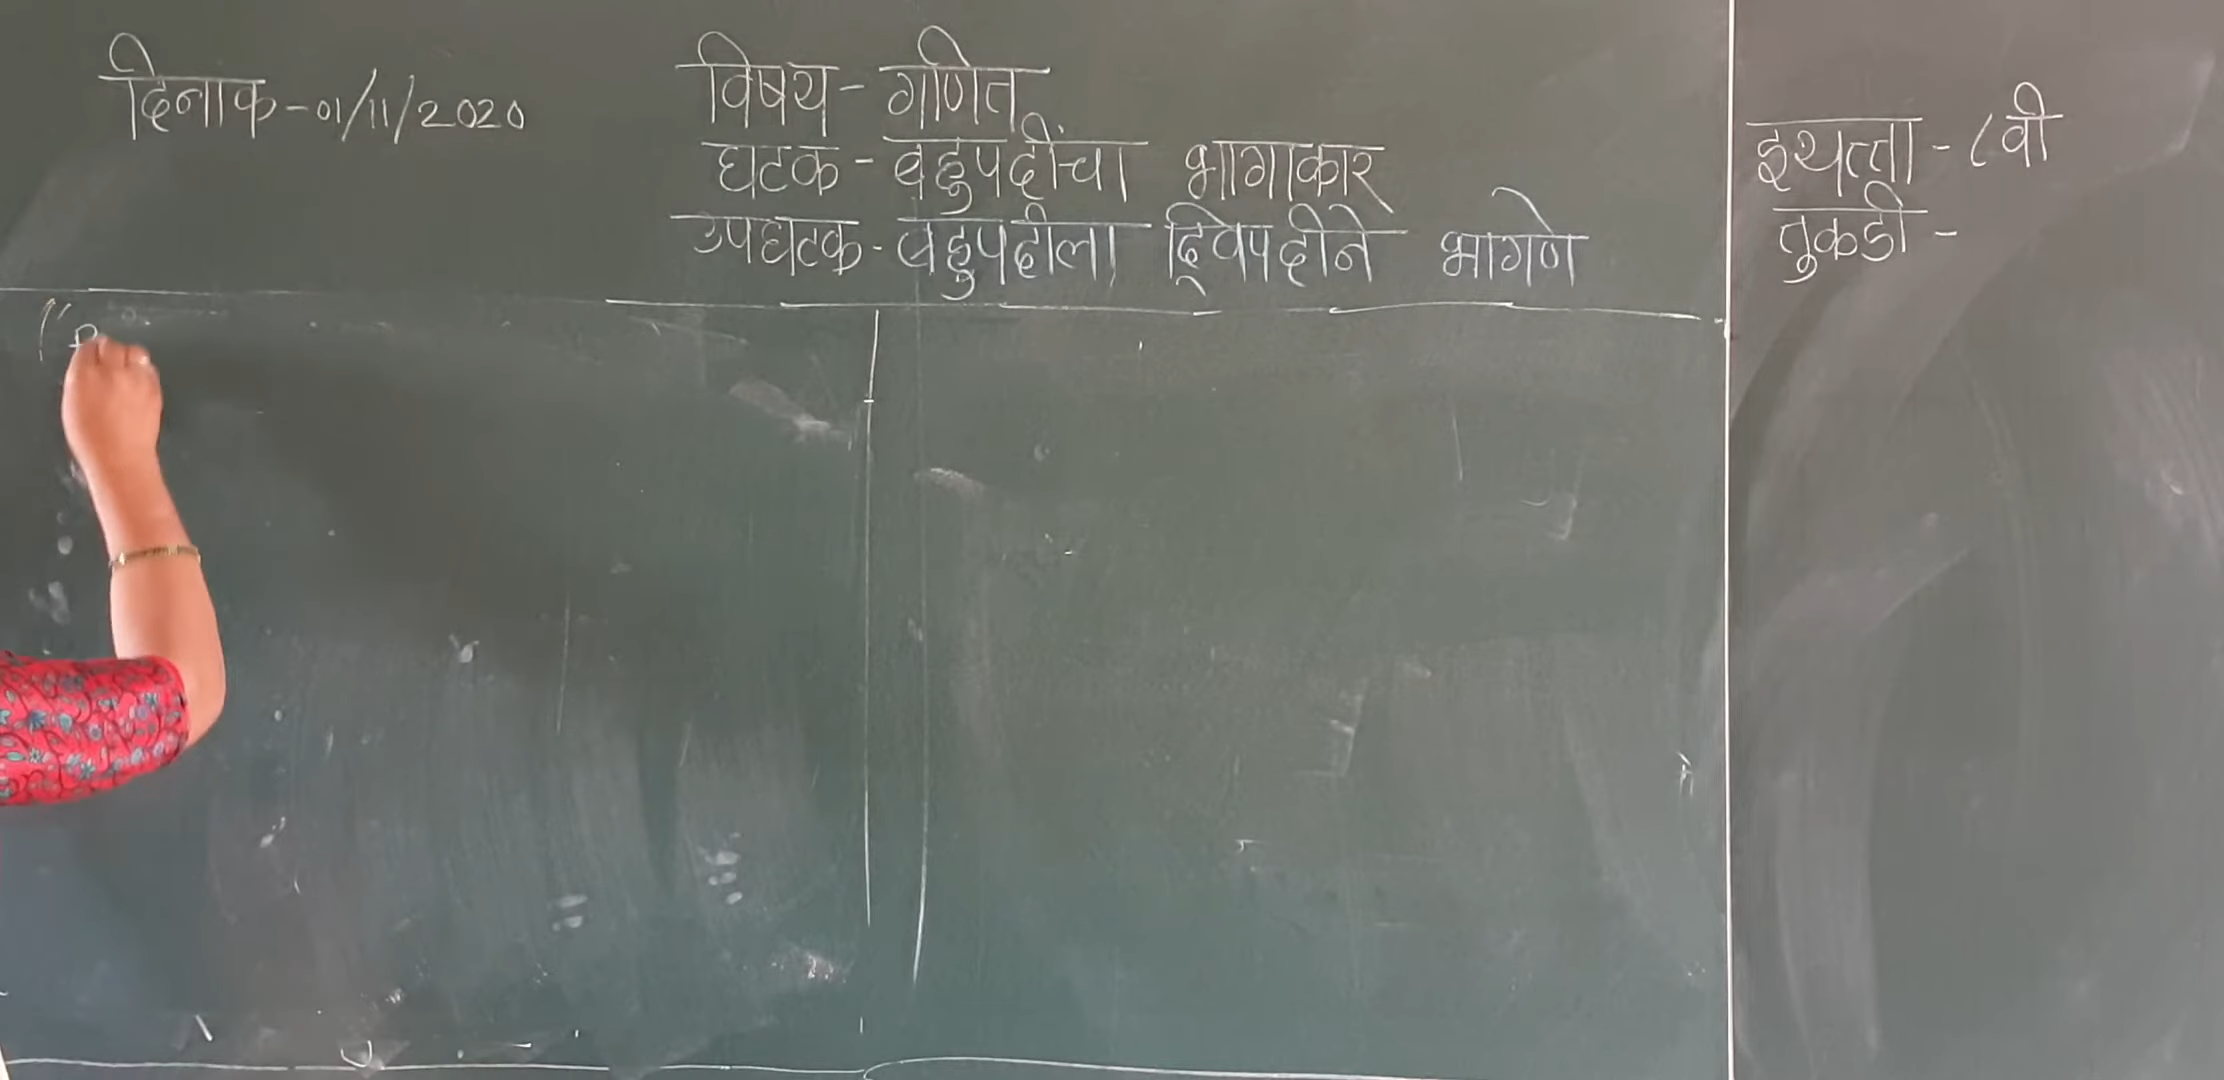 दिनाक - 01/11/2020
विषय - गणित
घटक - बहुपदींचा भागाकार
उपघटक - बहुपदीला द्विपदीने भागणे
इयत्ता - ८वी
तुकडी -